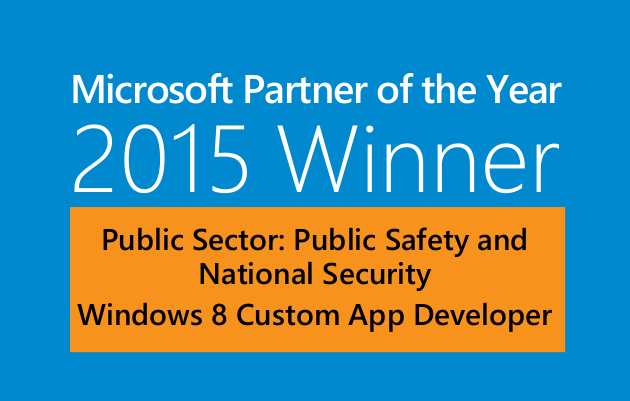 Microsoft Partner of the Year
2015 Winner
Public Sector: Public Safety and
National Security
Windows 8 Custom App Developer